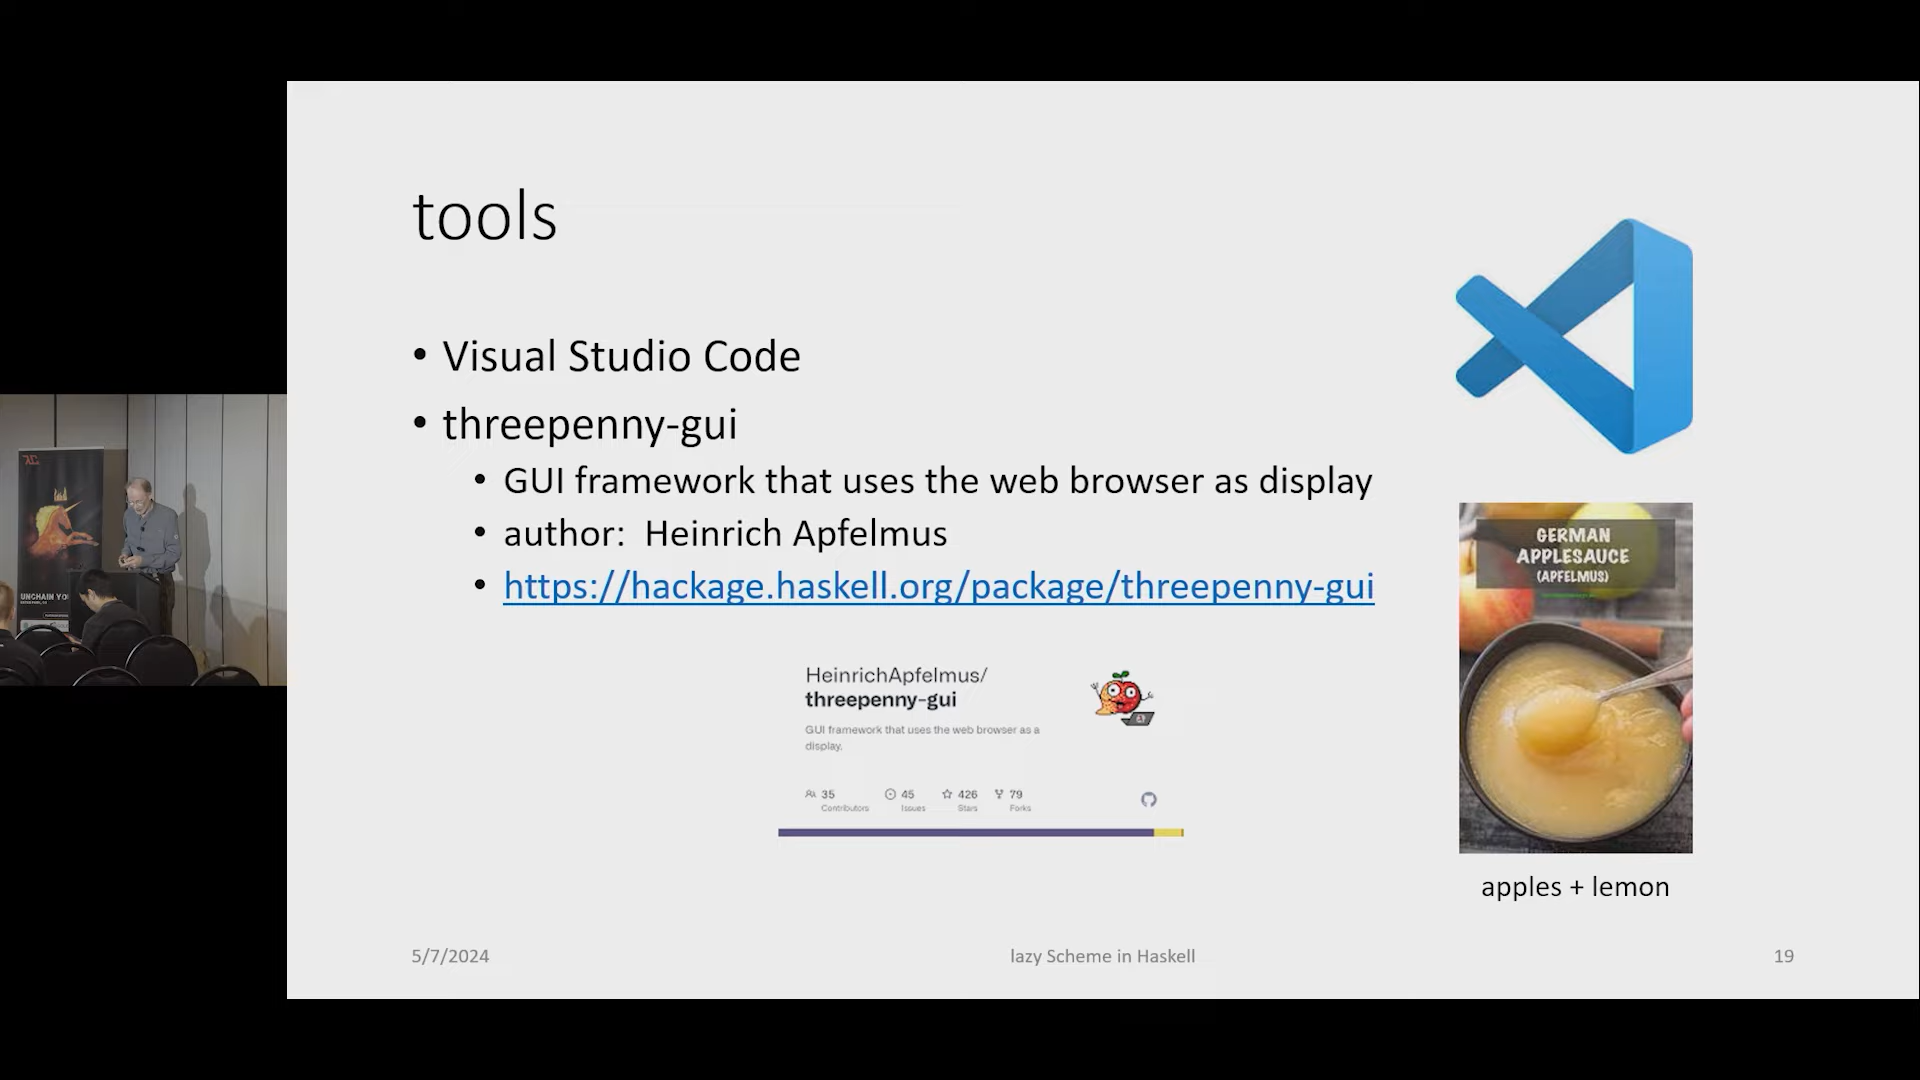 tools
• Visual Studio Code
• threepenny-gui
• GUI framework that uses the web browser as display
• author: Heinrich Apfelmus
• https://hackage.haskell.org/package/threepenny-gui
HeinrichApfelmus/
threepenny-gui
GUI framework that uses the web browser as a
display.
35
Contributors
45
Issues
426
Stars
79
Forks
GERMAN
APPLESAUCE
(APFELMUS)
apples + lemon
5/7/2024
lazy Scheme in Haskell
19
UNCHAIN YO